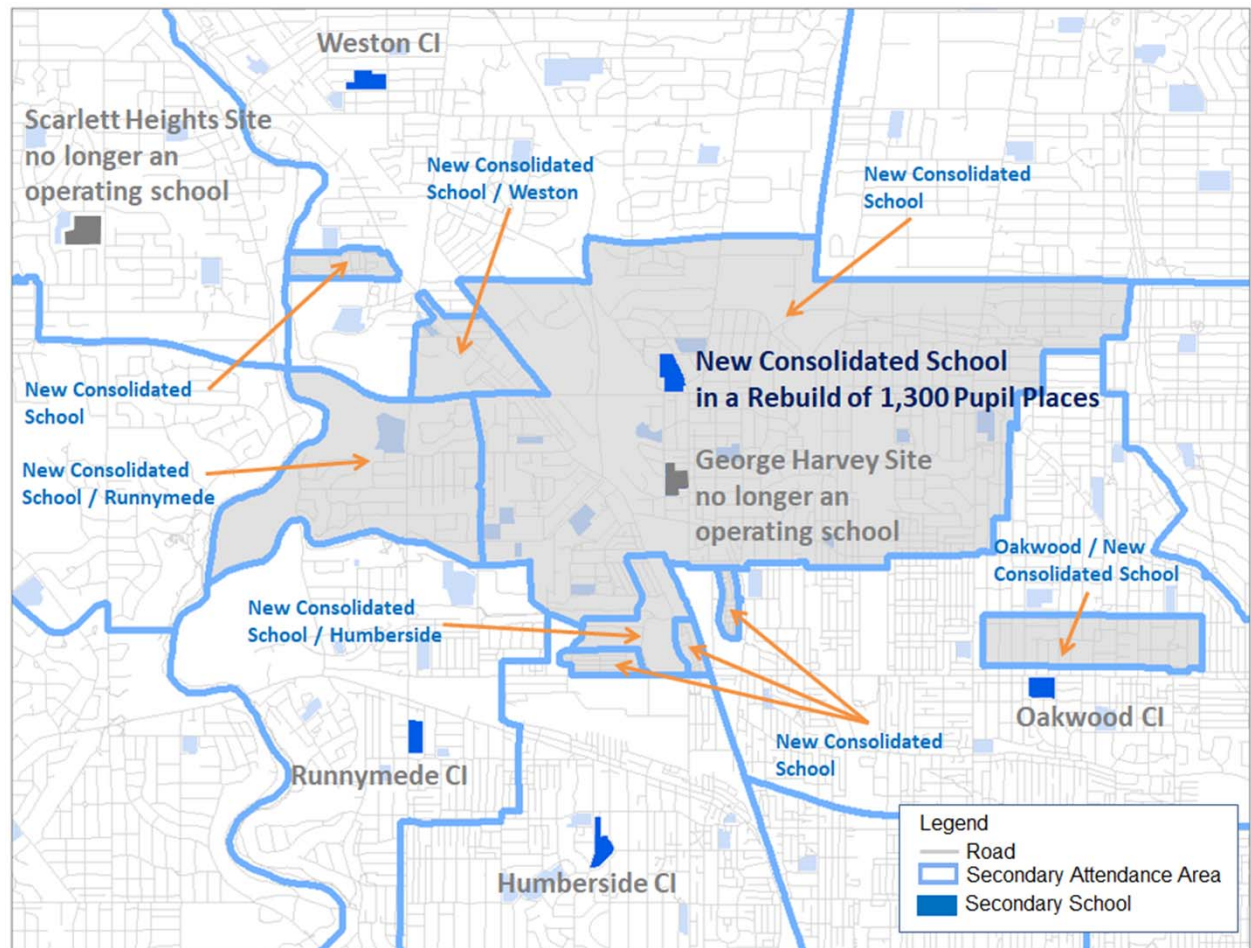 Weston CI
Scarlett Heights Site
no longer an
operating school
New Consolidated
School / Weston
New Consolidated
School
New Consolidated School
in a Rebuild of 1,300 Pupil Places
New Consolidated
School
New Consolidated
School / Runnymede
George Harvey Site
no longer an
operating school
Oakwood / New
Consolidated School
New Consolidated
School / Humberside
Oakwood CI
New Consolidated
School
Runnymede CI
Humberside CI
Legend
Road
Secondary Attendance Area
Secondary School